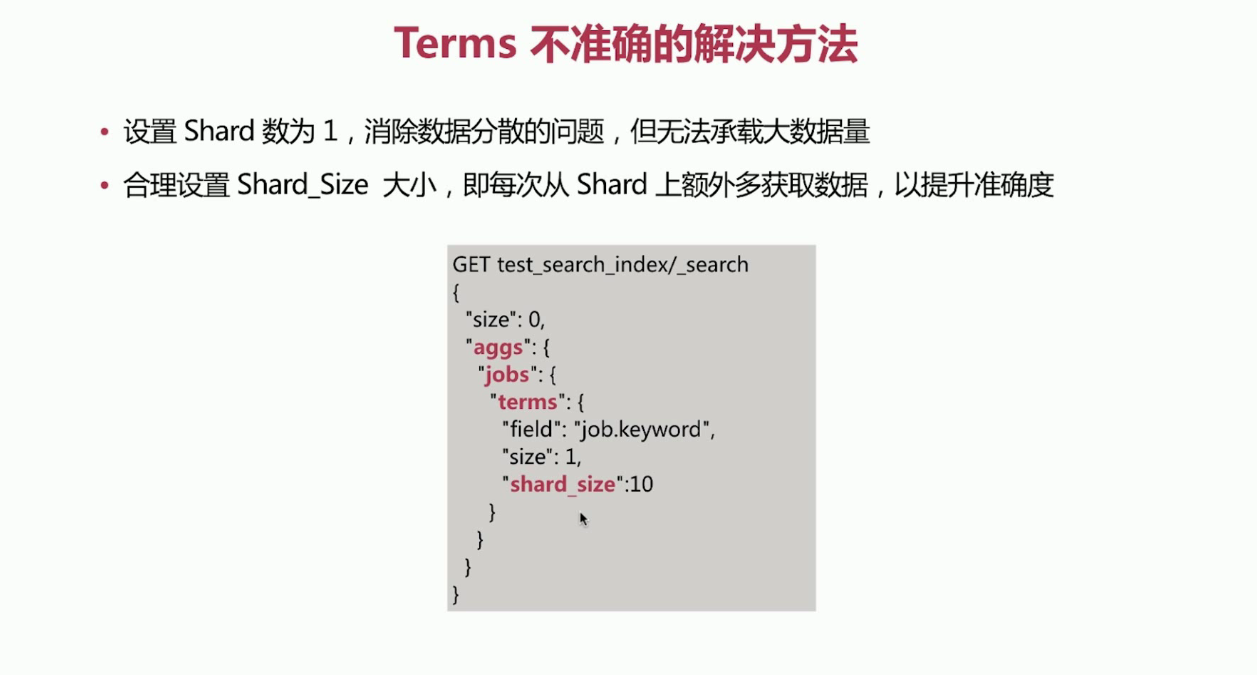 Terms 不准确的解决方法
• 设置 Shard 数为 1，消除数据分散的问题，但无法承载大数据量
• 合理设置 Shard_Size 大小，即每次从 Shard 上额外多获取数据，以提升准确度
GET test_search_index/_search
{
  "size": 0,
  "aggs": {
    "jobs": {
      "terms": {
        "field": "job.keyword",
        "size": 1,
        "shard_size":10
      }
    }
  }
}